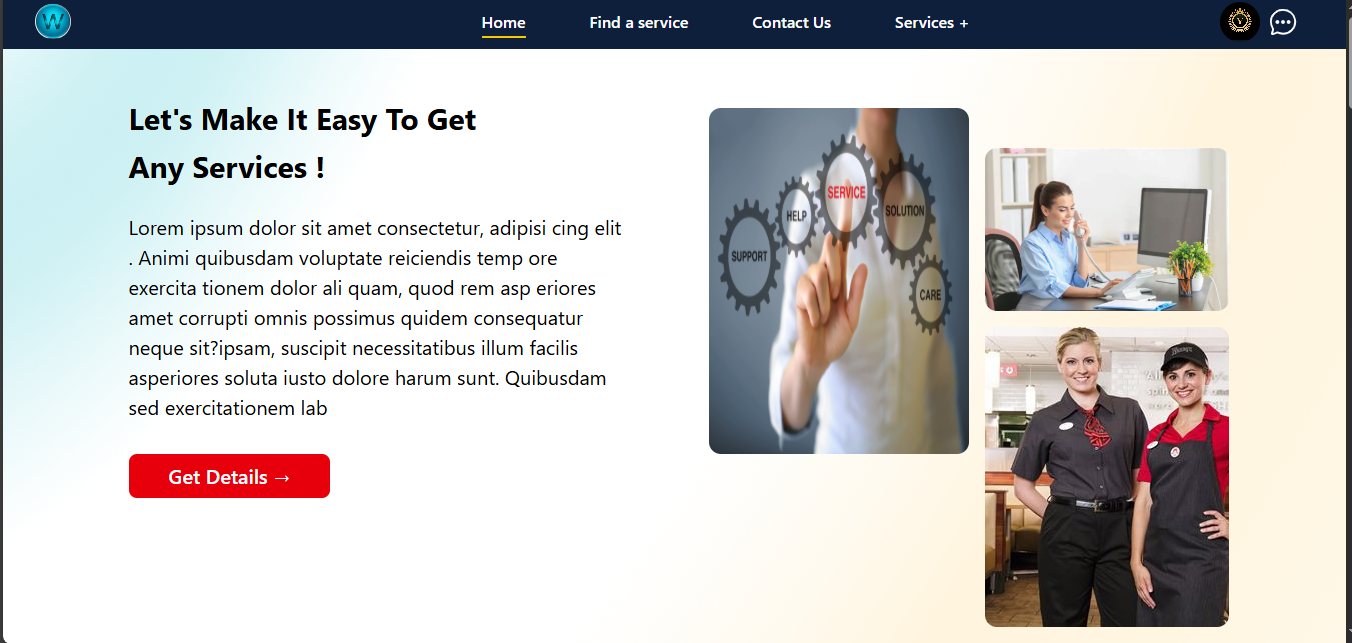 W
Home
Find a service
Contact Us
Services +
Y
Let's Make It Easy To Get
Any Services !
Lorem ipsum dolor sit amet consectetur, adipisi cing elit
. Animi quibusdam voluptate reiciendis temp ore
exercita tionem dolor ali quam, quod rem asp eriores
amet corrupti omnis possimus quidem consequatur
neque sit?ipsam, suscipit necessitatibus illum facilis
asperiores soluta iusto dolore harum sunt. Quibusdam
sed exercitationem lab
Get Details →
SUPPORT
HELP
SERVICE
SOLUTION
CARE